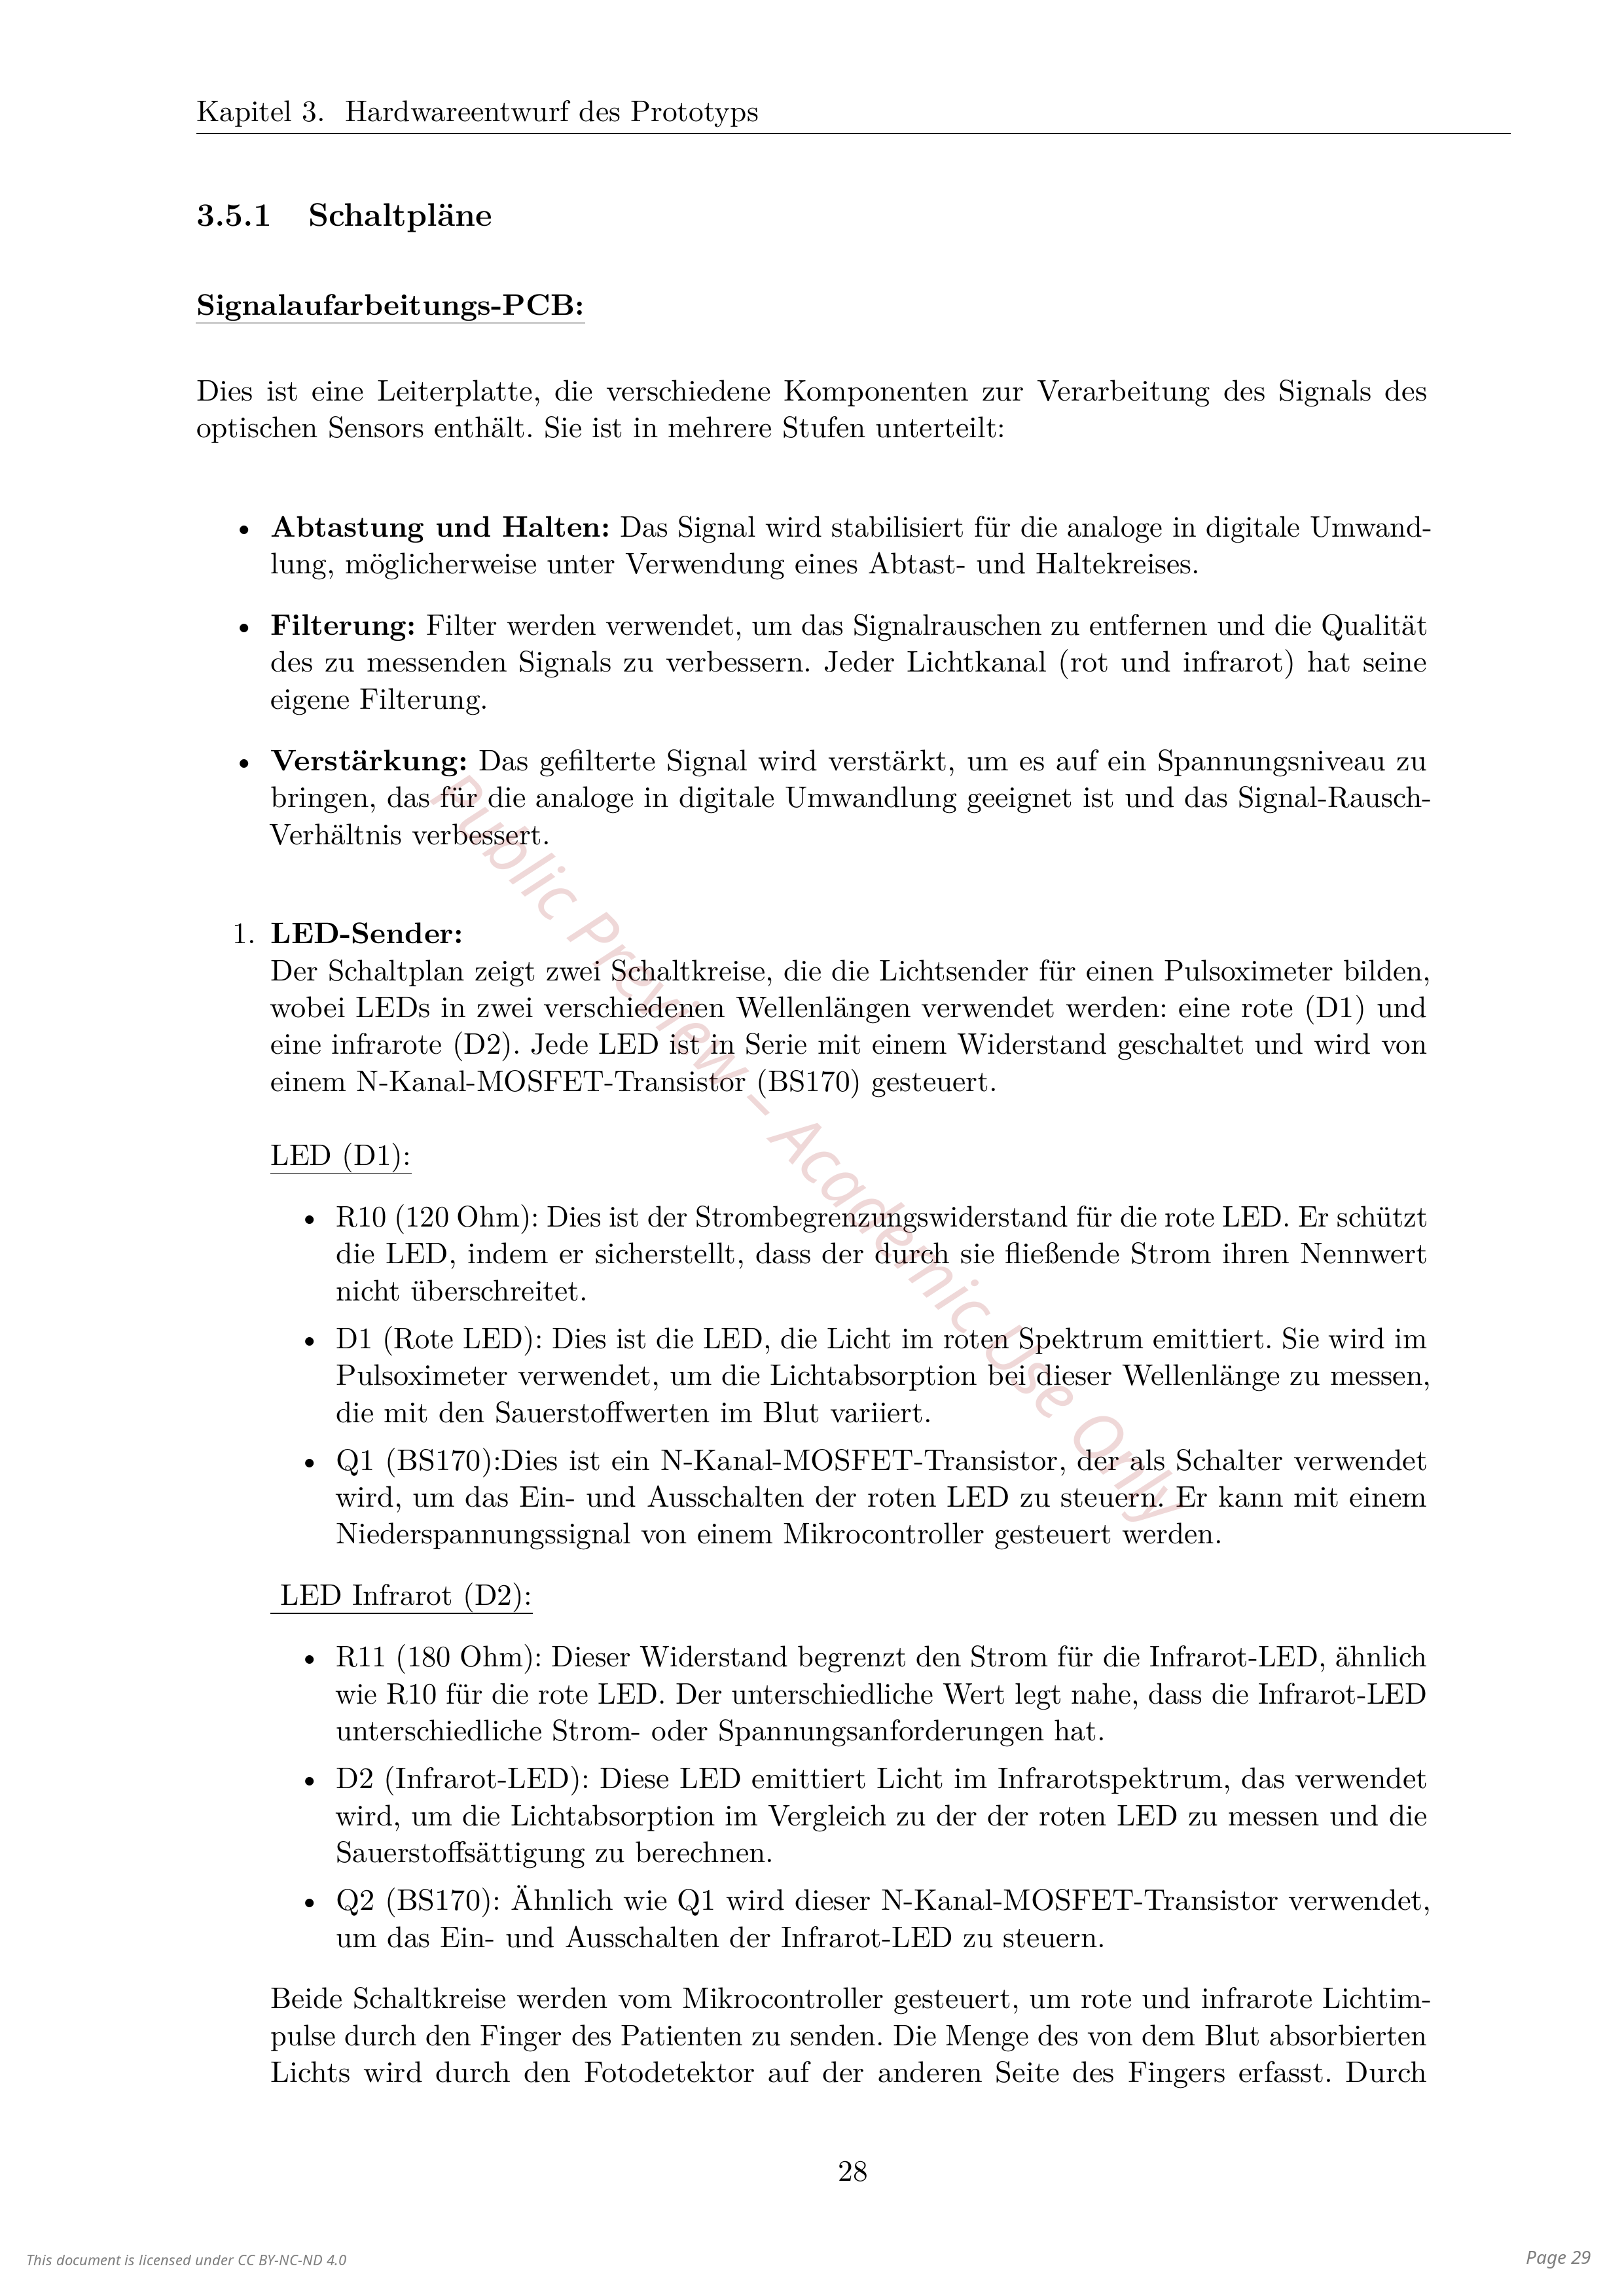 Kapitel 3. Hardwareentwurf des Prototyps
3.5.1 Schaltpläne
Signalaufarbeitungs-PCB:
Dies ist eine Leiterplatte, die verschiedene Komponenten zur Verarbeitung des Signals des
optischen Sensors enthält. Sie ist in mehrere Stufen unterteilt:
• Abtastung und Halten: Das Signal wird stabilisiert für die analoge in digitale Umwand-
lung, möglicherweise unter Verwendung eines Abtast- und Haltekreises.
• Filterung: Filter werden verwendet, um das Signalrauschen zu entfernen und die Qualität
des zu messenden Signals zu verbessern. Jeder Lichtkanal (rot und infrarot) hat seine
eigene Filterung.
• Verstärkung: Das gefilterte Signal wird verstärkt, um es auf ein Spannungsniveau zu
bringen, das für die analoge in digitale Umwandlung geeignet ist und das Signal-Rausch-
Verhältnis verbessert.
1. LED-Sender:
Der Schaltplan zeigt zwei Schaltkreise, die die Lichtsender für einen Pulsoximeter bilden,
wobei LEDs in zwei verschiedenen Wellenlängen verwendet werden: eine rote (D1) und
eine infrarote (D2). Jede LED ist in Serie mit einem Widerstand geschaltet und wird von
einem N-Kanal-MOSFET-Transistor (BS170) gesteuert.
LED (D1):
• R10 (120 Ohm): Dies ist der Strombegrenzungswiderstand für die rote LED. Er schützt
die LED, indem er sicherstellt, dass der durch sie fließende Strom ihren Nennwert
nicht überschreitet.
• D1 (Rote LED): Dies ist die LED, die Licht im roten Spektrum emittiert. Sie wird im
Pulsoximeter verwendet, um die Lichtabsorption bei dieser Wellenlänge zu messen,
die mit den Sauerstoffwerten im Blut variiert.
• Q1 (BS170):Dies ist ein N-Kanal-MOSFET-Transistor, der als Schalter verwendet
wird, um das Ein- und Ausschalten der roten LED zu steuern. Er kann mit einem
Niederspannungssignal von einem Mikrocontroller gesteuert werden.
LED Infrarot (D2):
• R11 (180 Ohm): Dieser Widerstand begrenzt den Strom für die Infrarot-LED, ähnlich
wie R10 für die rote LED. Der unterschiedliche Wert legt nahe, dass die Infrarot-LED
unterschiedliche Strom- oder Spannungsanforderungen hat.
• D2 (Infrarot-LED): Diese LED emittiert Licht im Infrarotspektrum, das verwendet
wird, um die Lichtabsorption im Vergleich zu der der roten LED zu messen und die
Sauerstoffsättigung zu berechnen.
• Q2 (BS170): Ähnlich wie Q1 wird dieser N-Kanal-MOSFET-Transistor verwendet,
um das Ein- und Ausschalten der Infrarot-LED zu steuern.
Beide Schaltkreise werden vom Mikrocontroller gesteuert, um rote und infrarote Lichtim-
pulse durch den Finger des Patienten zu senden. Die Menge des von dem Blut absorbierten
Lichts wird durch den Fotodetektor auf der anderen Seite des Fingers erfasst. Durch
Public Preview – Academic Use Only
28
This document is licensed under CC BY-NC-ND 4.0
Page 29